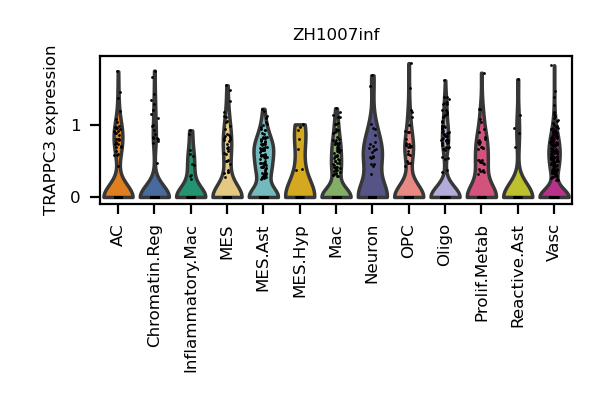 ZH1007inf
TRAPPC3 expression
1
0
AC
Chromatin.Reg
Inflammatory.Mac
MES
MES.Ast
MES.Hyp
Mac
Neuron
OPC
Oligo
Prolif.Metab
Reactive.Ast
Vasc